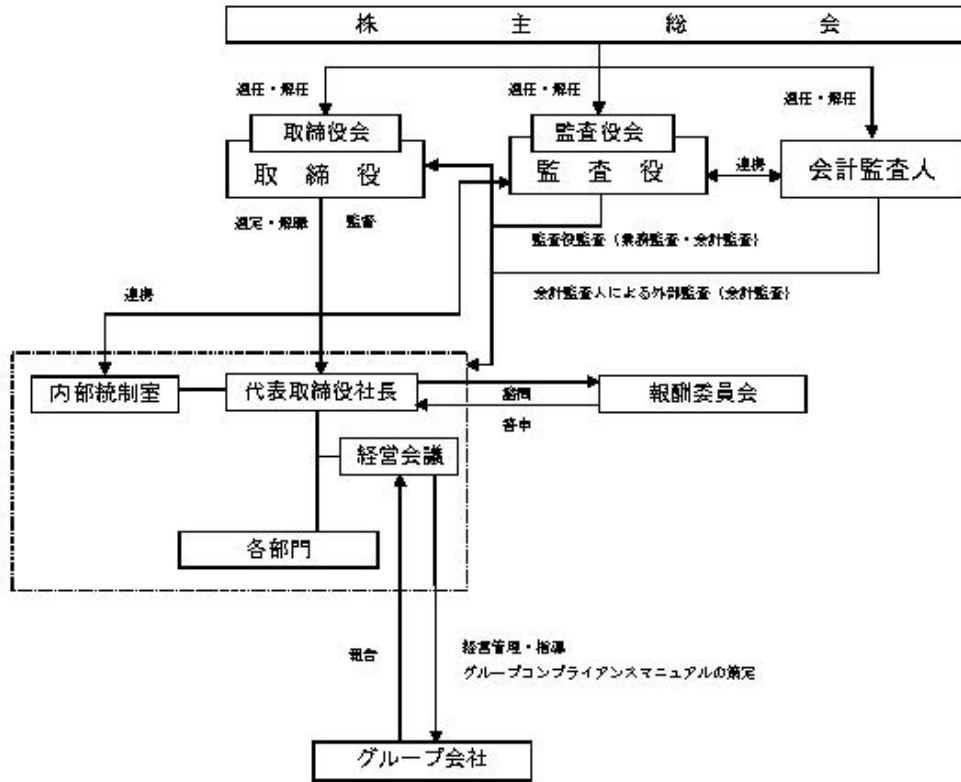 株主総会
選任・解任
選任・解任
選任・解任
取締役会
監査役会
取締役
監査役
連携
会計監査人
選定・解職
監督
監査役監査（業務監査・会計監査）
連携
会計監査人による外部監査（会計監査）
内部統制室
代表取締役社長
諮問
報酬委員会
答申
経営会議
各部門
報告
経営管理・指導
グループコンプライアンスマニュアルの策定
グループ会社